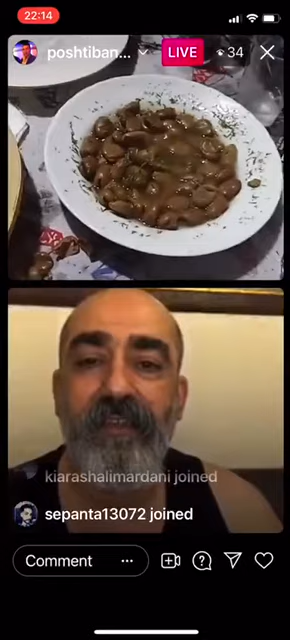 22:14
poshtiban...
LIVE
34
kiarashalimardani joined
sepanta13072 joined
Comment